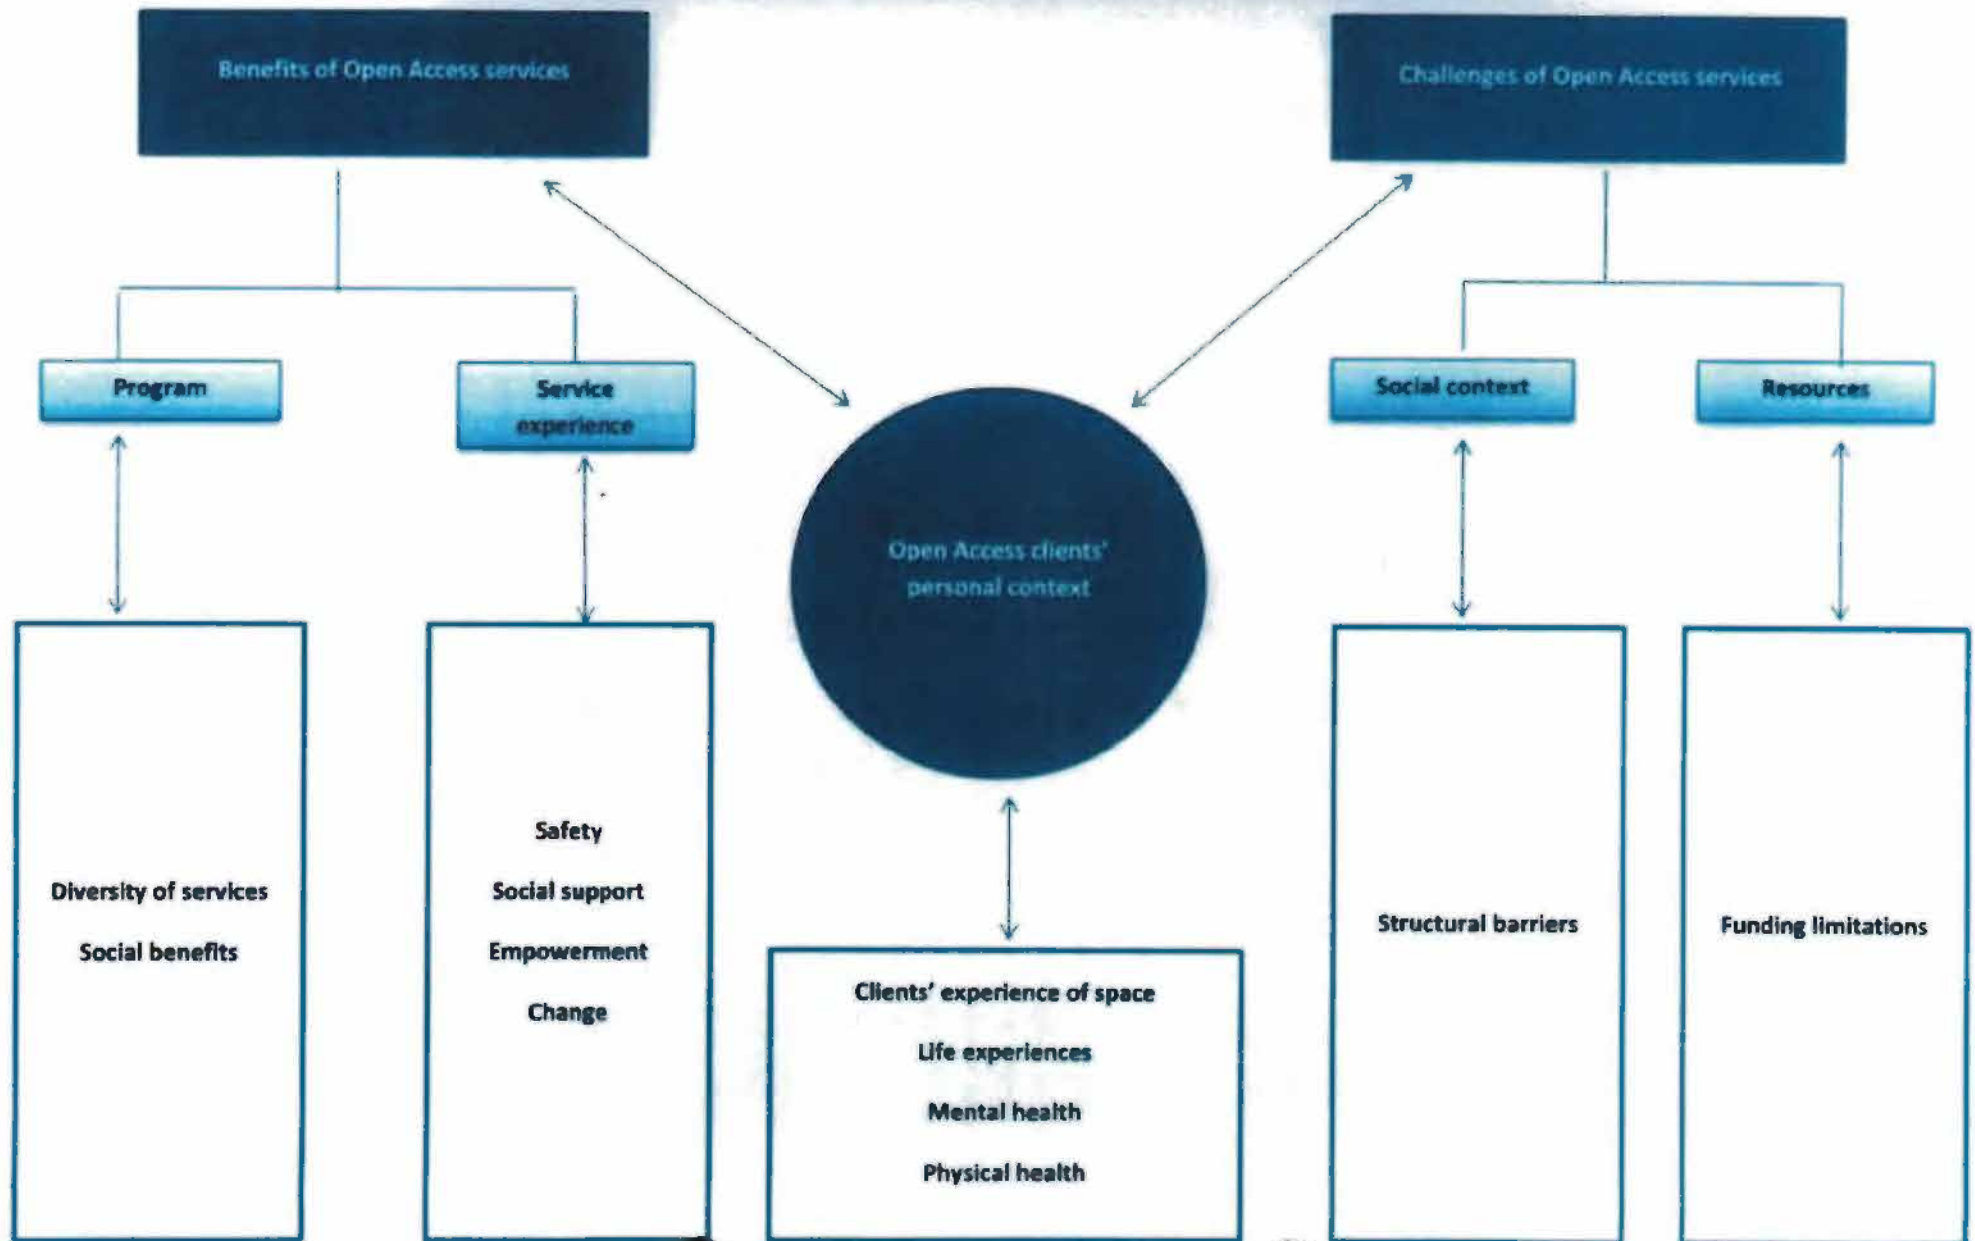 Benefits of Open Access services
Challenges of Open Access services
Program
Service
experience
Social context
Resources
Open Access clients'
personal context
Diversity of services
Social benefits
Safety
Social support
Empowerment
Change
Clients' experience of space
Life experiences
Mental health
Physical health
Structural barriers
Funding limitations